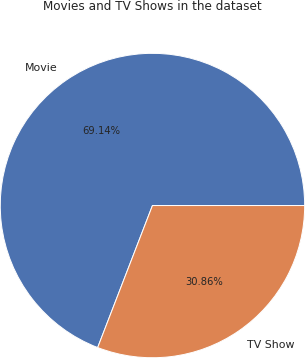 Movies and TV Shows in the dataset
Movie
69.14%
30.86%
TV Show